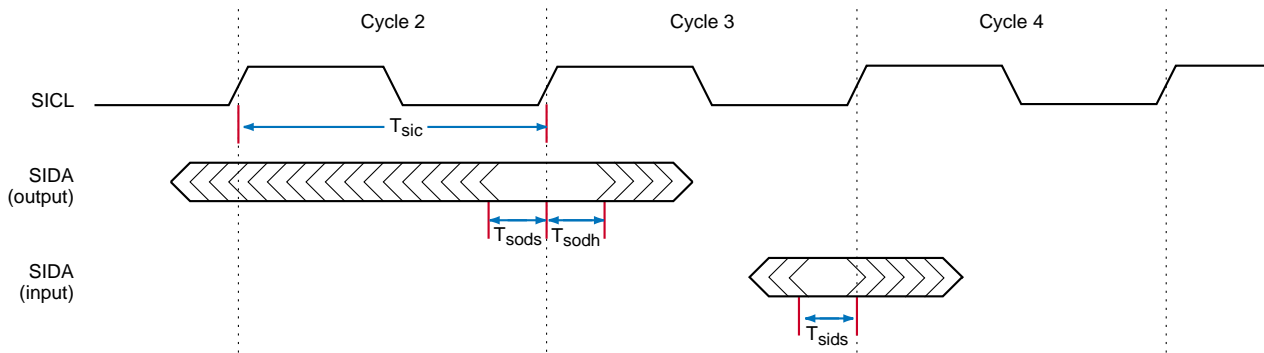 Cycle 2
Cycle 3
Cycle 4
SICL
Tsic
SIDA
(output)
Tsods
Tsodh
SIDA
(input)
Tsids